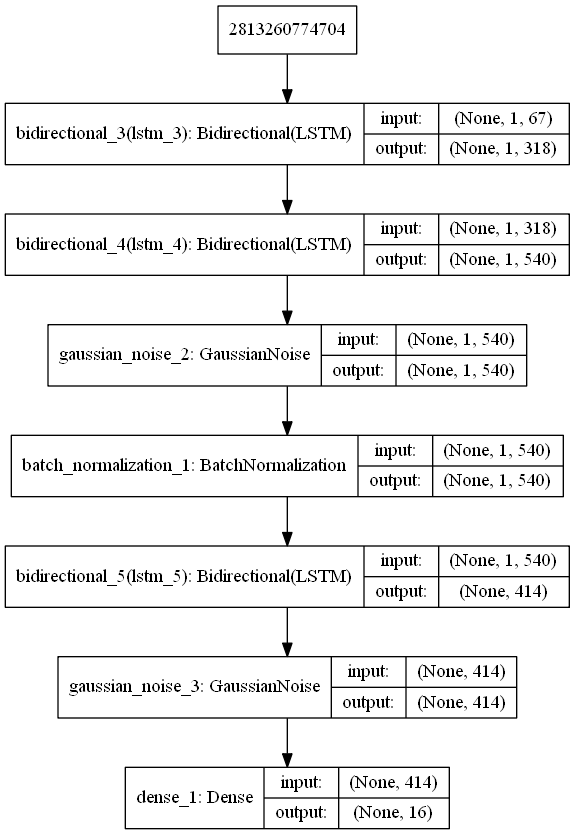 2813260774704
bidirectional_3(lstm_3): Bidirectional(LSTM) input: (None, 1, 67)
output: (None, 1, 318)
bidirectional_4(lstm_4): Bidirectional(LSTM) input: (None, 1, 318)
output: (None, 1, 540)
gaussian_noise_2: GaussianNoise input: (None, 1, 540)
output: (None, 1, 540)
batch_normalization_1: BatchNormalization input: (None, 1, 540)
output: (None, 1, 540)
bidirectional_5(lstm_5): Bidirectional(LSTM) input: (None, 1, 540)
output: (None, 414)
gaussian_noise_3: GaussianNoise input: (None, 414)
output: (None, 414)
dense_1: Dense input: (None, 414)
output: (None, 16)